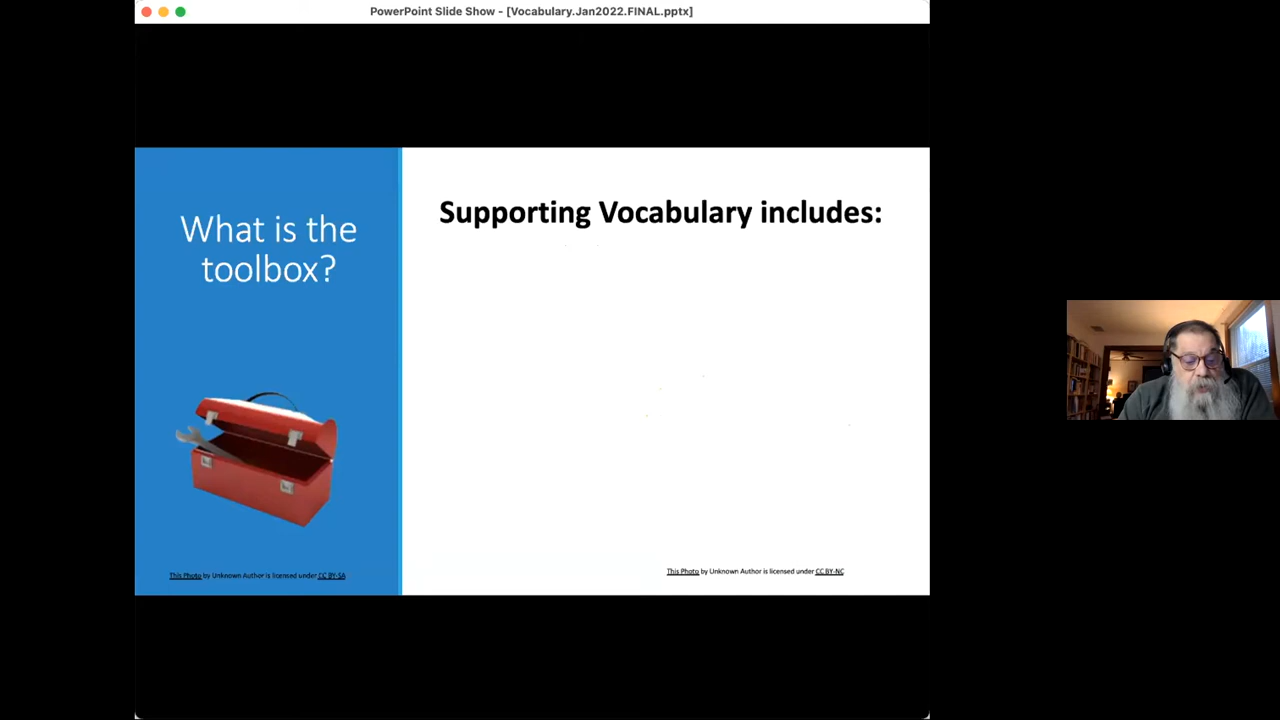 PowerPoint Slide Show - [Vocabulary.Jan2022.FINAL.pptx]
What is the
toolbox?
Supporting Vocabulary includes:
This Photo by Unknown Author is licensed under CC BY-SA
This Photo by Unknown Author is licensed under CC BY-NC